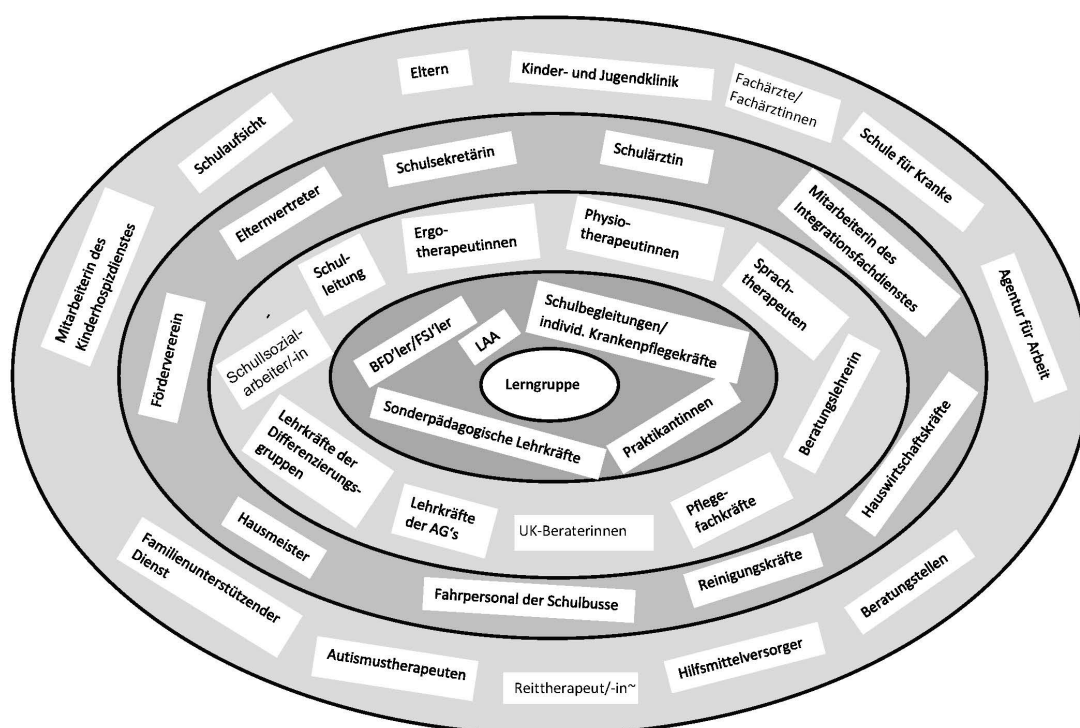 Eltern
Kinder- und Jugendklinik
Fachärzte/
Fachärztinnen
Schulaufsicht
Schule für Kranke
Mitarbeiterin des
Kinderhospizdienstes
Agentur für Arbeit
Familienunterstützender
Dienst
Autismustherapeuten
Reittherapeut/-in~
Hilfsmittelversorger
Beratungstellen
Schulsekretärin
Schulärztin
Elternvertreter
Mitarbeiterin des
Integrationsfachdienstes
Förderverein
Hauswirtschaftskräfte
Hausmeister
Fahrpersonal der Schulbusse
Reinigungskräfte
Ergo-
therapeutinnen
Physio-
therapeutinnen
Schul-
leitung
Sprach-
therapeuten
Schullsozial-
arbeiter/-in
Beratungslehrerin
Lehrkräfte der
Differenzierungs-
gruppen
Lehrkräfte
der AG's
UK-Beraterinnen
Pflege-
fachkräfte
BFD'ler/FSJ'ler
LAA
Schulbegleitungen/
individ. Krankenpflegekräfte
Sonderpädagogische Lehrkräfte
Praktikantinnen
Lerngruppe